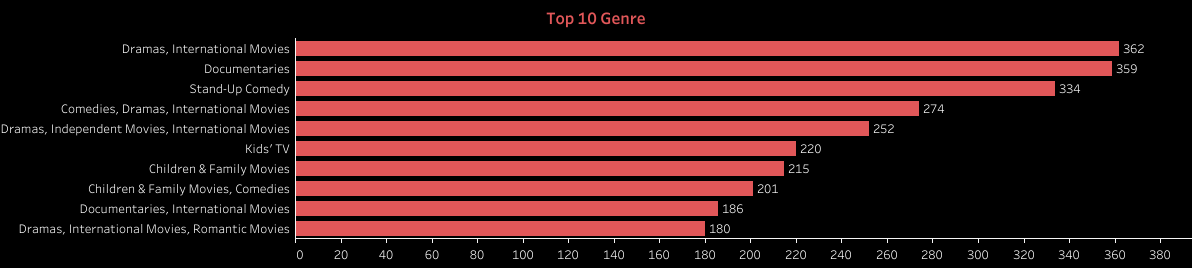 Top 10 Genre
Dramas, International Movies 362
Documentaries 359
Stand-Up Comedy 334
Comedies, Dramas, International Movies 274
Dramas, Independent Movies, International Movies 252
Kids’ TV 220
Children & Family Movies 215
Children & Family Movies, Comedies 201
Documentaries, International Movies 186
Dramas, International Movies, Romantic Movies 180
0 20 40 60 80 100 120 140 160 180 200 220 240 260 280 300 320 340 360 380